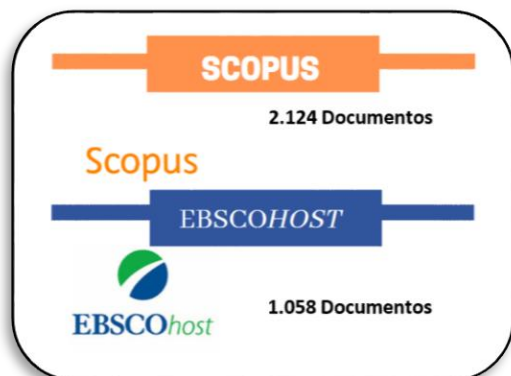 SCOPUS
2.124 Documentos
Scopus
EBSCOHOST
EBSCOhost
1.058 Documentos